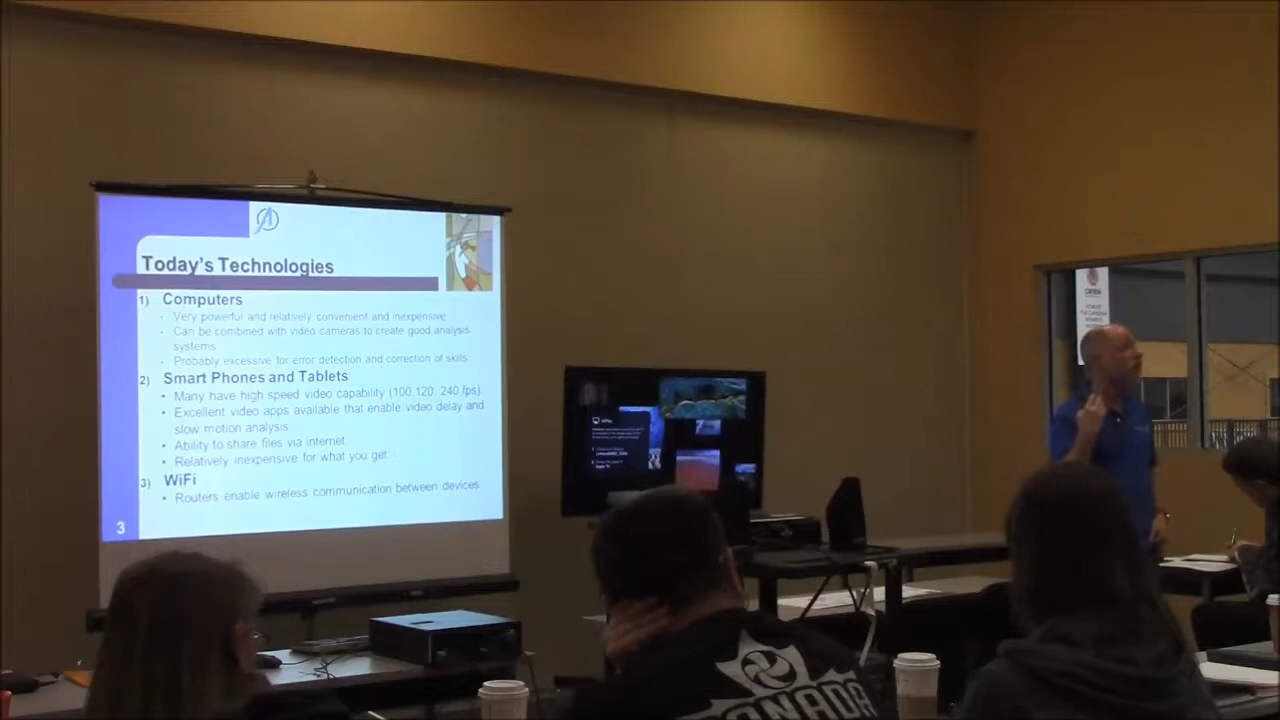 Today's Technologies
1) Computers
- Very powerful and relatively convenient and inexpensive
- Can be combined with video cameras to create good analysis
systems
- Probably excessive for error detection and correction of skills
2) Smart Phones and Tablets
• Many have high speed video capability (100,120, 240 fps)
• Excellent video apps available that enable video delay and
slow motion analysis
• Ability to share files via internet
• Relatively inexpensive for what you get.
3) WiFi
• Routers enable wireless communication between devices
3
AirPlay
CANADA